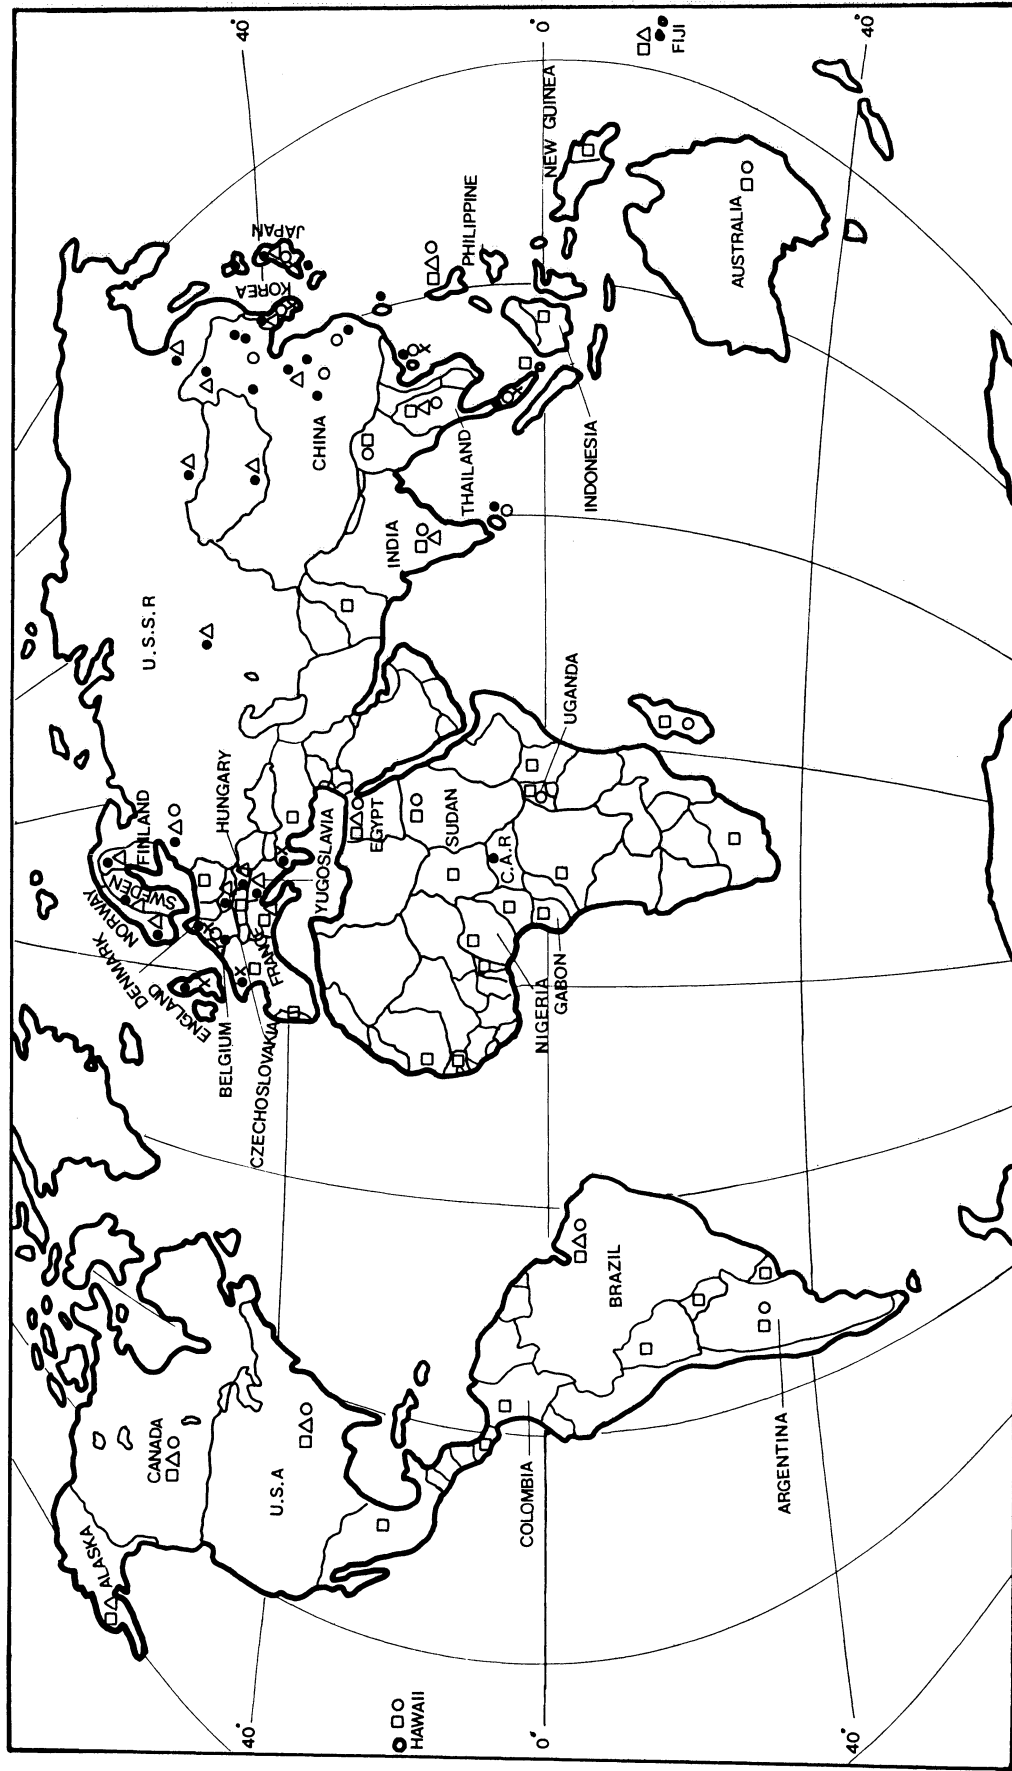 40°
0°
40°
ALASKA
CANADA
U.S.A
HAWAII
COLOMBIA
BRAZIL
ARGENTINA
NORWAY
SWEDEN
FINLAND
DENMARK
ENGLAND
BELGIUM
CZECHOSLOVAKIA
FRANCE
HUNGARY
YUGOSLAVIA
EGYPT
SUDAN
C.A.R
NIGERIA
GABON
UGANDA
U.S.S.R
CHINA
INDIA
THAILAND
INDONESIA
KOREA
JAPAN
PHILIPPINE
NEW GUINEA
AUSTRALIA
FIJI
40°
0°
40°